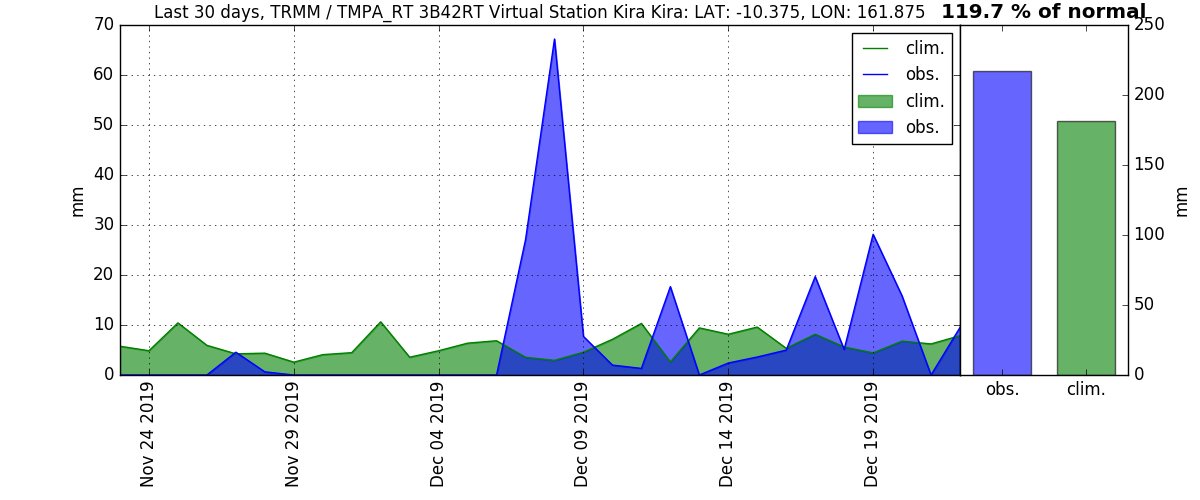 Last 30 days, TRMM / TMPA_RT 3B42RT Virtual Station Kira Kira: LAT: -10.375, LON: 161.875 119.7 % of normal
70
60
50
40
30
20
10
0
mm
clim.
obs.
clim.
obs.
Nov 24 2019
Nov 29 2019
Dec 04 2019
Dec 09 2019
Dec 14 2019
Dec 19 2019
250
200
150
100
50
0
mm
obs. clim.